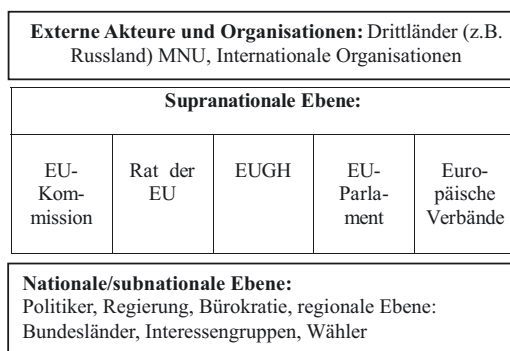 Externe Akteure und Organisationen: Drittländer (z.B.
Russland) MNU, Internationale Organisationen
Supranationale Ebene:
EU-
Kom-
mission
Rat der
EU
EUGH
EU-
Parla-
ment
Euro-
päische
Verbände
Nationale/subnationale Ebene:
Politiker, Regierung, Bürokratie, regionale Ebene:
Bundesländer, Interessengruppen, Wähler